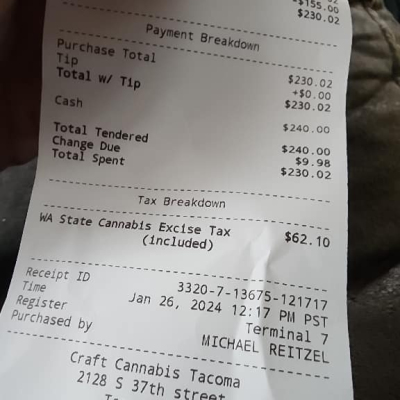 -$155.00
$230.02
Payment Breakdown
Purchase Total $230.02
Tip +$0.00
Total w/ Tip $230.02
Cash $240.00
Total Tendered $240.00
Change Due $9.98
Total Spent $230.02
Tax Breakdown
WA State Cannabis Excise Tax $62.10
(included)
Receipt ID 3320-7-13675-121717
Time Jan 26, 2024 12:17 PM PST
Register Terminal 7
Purchased by MICHAEL REITZEL
Craft Cannabis Tacoma
2128 S 37th street